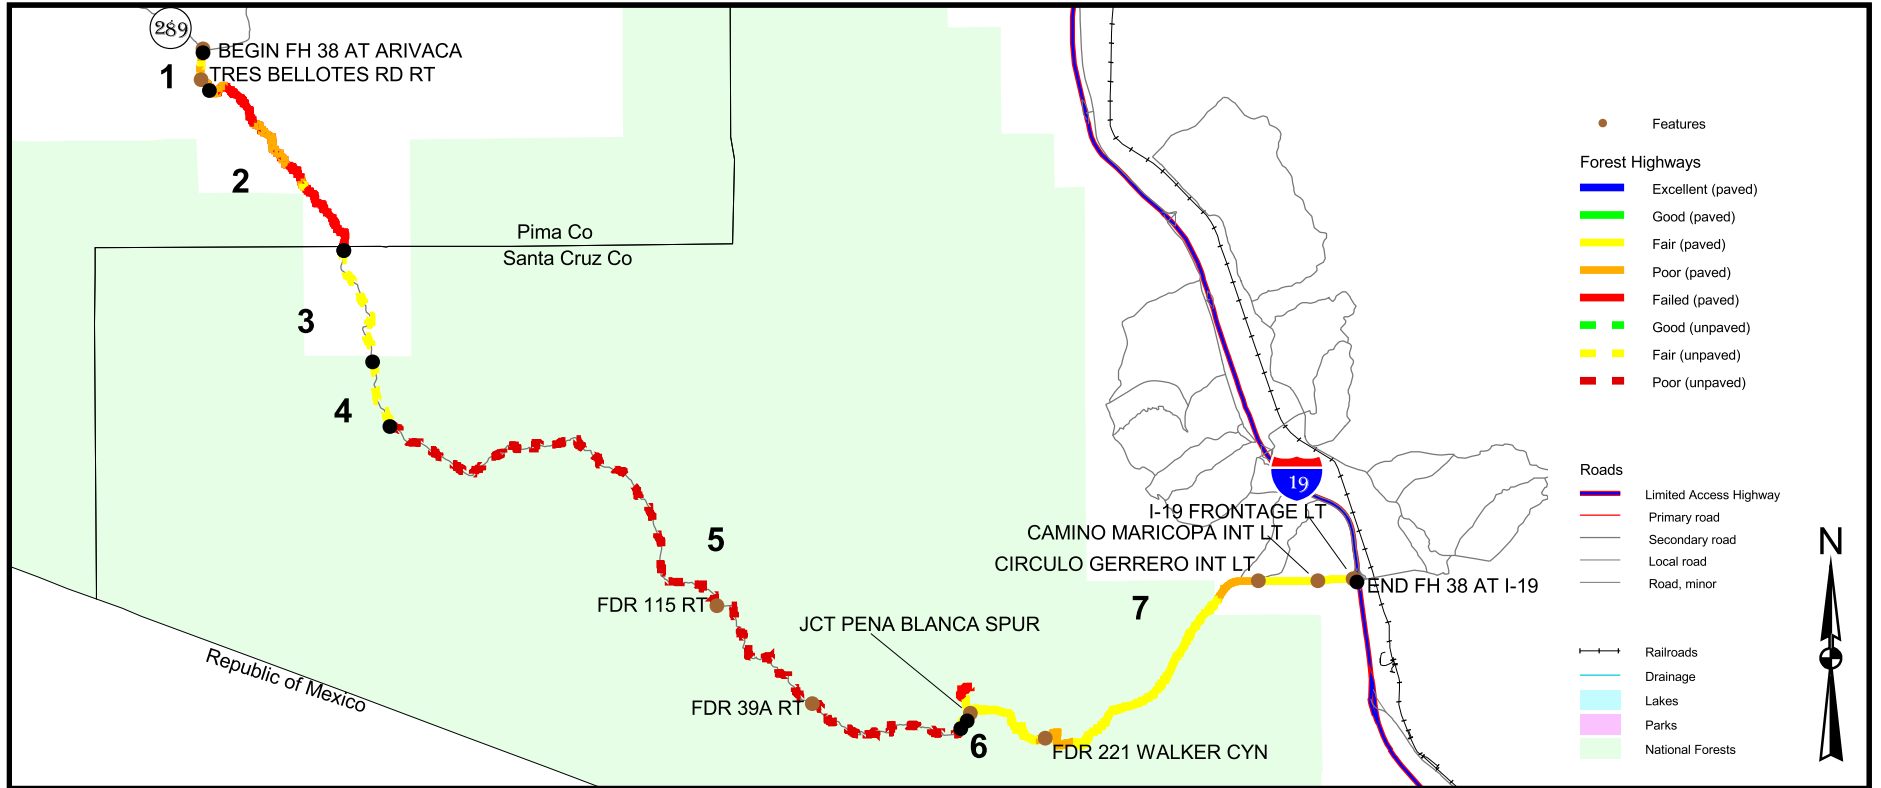 289
BEGIN FH 38 AT ARIVACA
1
TRES BELLOTES RD RT
2
Pima Co
Santa Cruz Co
3
4
5
19
I-19 FRONTAGE LT
CAMINO MARICOPA INT LT
CIRCULO GERRERO INT LT
END FH 38 AT I-19
7
FDR 115 RT
JCT PENA BLANCA SPUR
Republic of Mexico
FDR 39A RT
6
FDR 221 WALKER CYN
Features
Forest Highways
Excellent (paved)
Good (paved)
Fair (paved)
Poor (paved)
Failed (paved)
Good (unpaved)
Fair (unpaved)
Poor (unpaved)
Roads
Limited Access Highway
Primary road
Secondary road
Local road
Road, minor
Railroads
Drainage
Lakes
Parks
National Forests
N